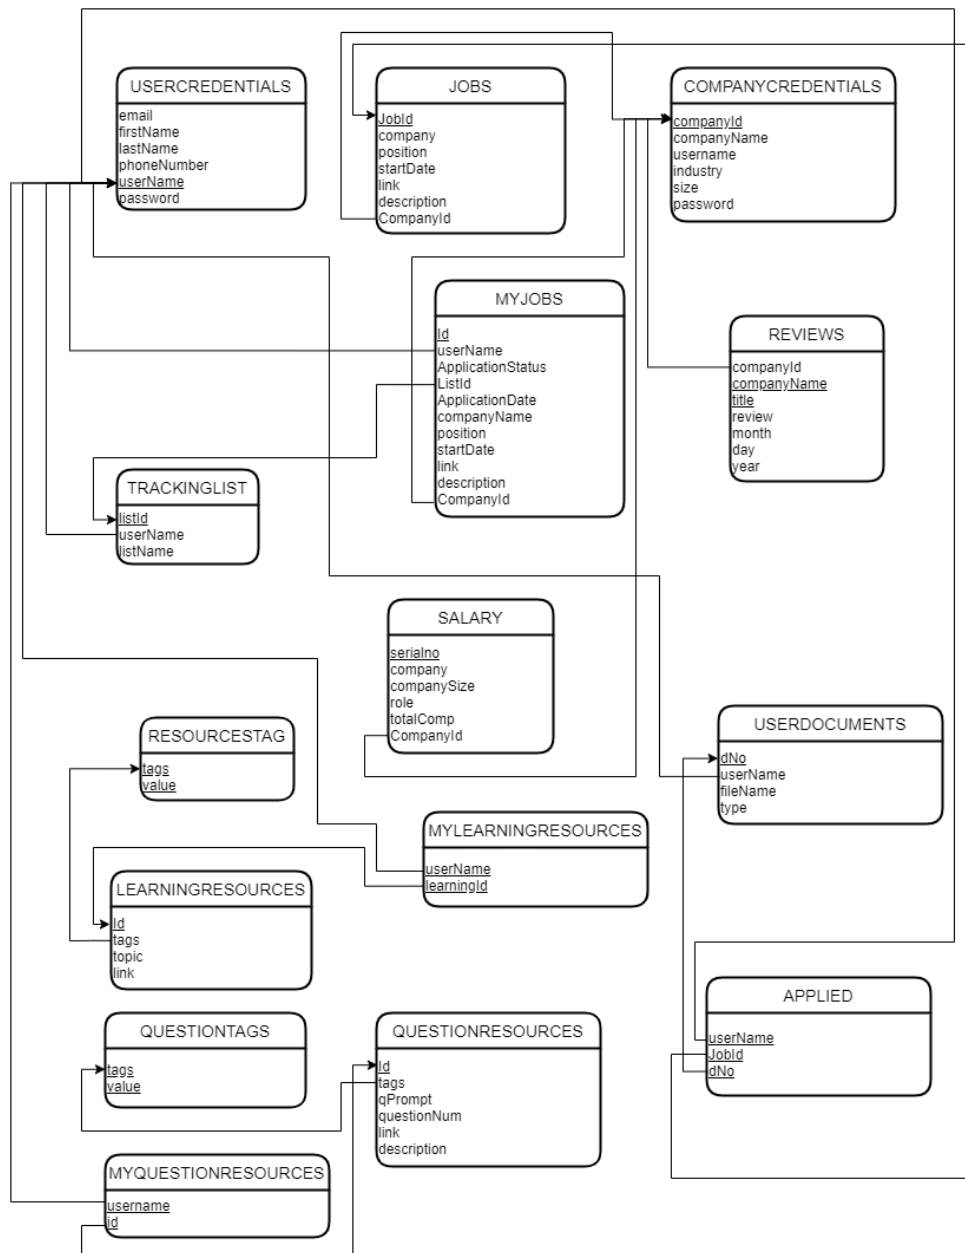 USERCREDENTIALS
email
firstName
lastName
phoneNumber
userName
password
JOBS
JobId
company
position
startDate
link
description
CompanyId
COMPANYCREDENTIALS
companyId
companyName
username
industry
size
password
MYJOBS
Id
userName
ApplicationStatus
ListId
ApplicationDate
companyName
position
startDate
link
description
CompanyId
REVIEWS
companyId
companyName
title
review
month
day
year
TRACKINGLIST
listId
userName
listName
SALARY
serialno
company
companySize
role
totalComp
CompanyId
RESOURCESTAG
tags
value
USERDOCUMENTS
dNo
userName
fileName
type
MYLEARNINGRESOURCES
userName
learningId
LEARNINGRESOURCES
Id
tags
topic
link
APPLIED
userName
JobId
dNo
QUESTIONTAGS
tags
value
QUESTIONRESOURCES
Id
tags
qPrompt
questionNum
link
description
MYQUESTIONRESOURCES
username
id